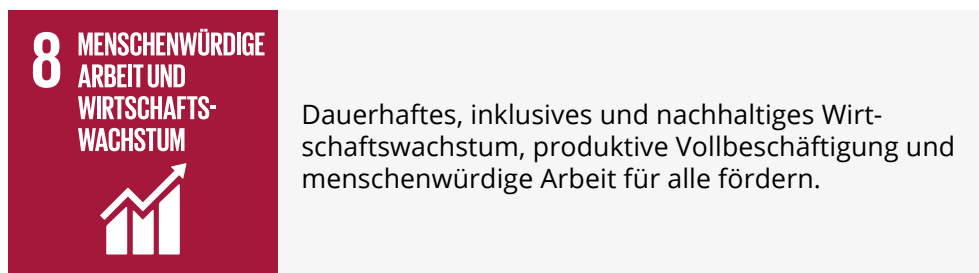 8 MENSCHENWÜRDIGE
ARBEIT UND
WIRTSCHAFTS-
WACHSTUM
Dauerhaftes, inklusives und nachhaltiges Wirt-
schaftswachstum, produktive Vollbeschäftigung und
menschenwürdige Arbeit für alle fördern.